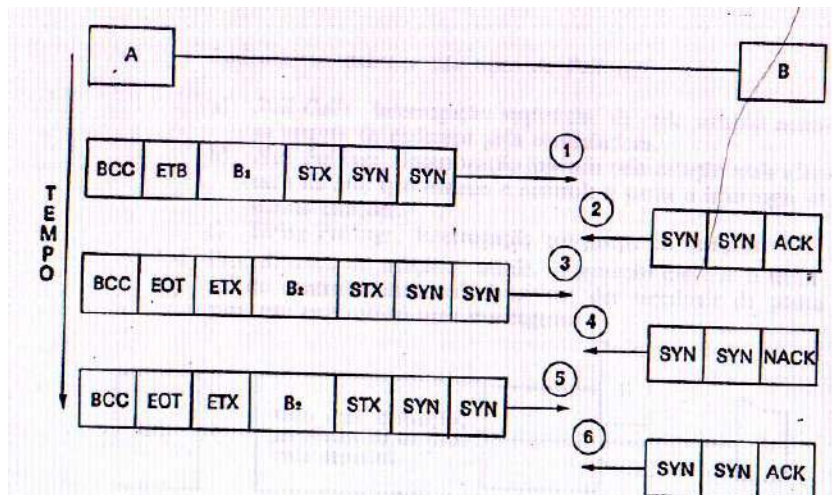 A
B
TEMPO
BCC ETB B₁ STX SYN SYN
1
2
SYN SYN ACK
3
BCC EOT ETX B₂ STX SYN SYN
4
SYN SYN NACK
5
BCC EOT ETX B₂ STX SYN SYN
6
SYN SYN ACK